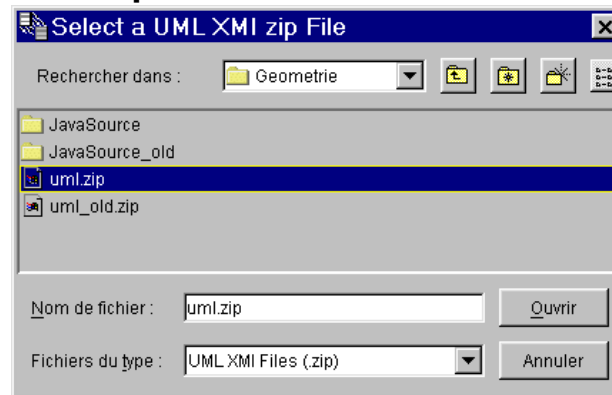 Select a UML XMI zip File
Rechercher dans : Geometrie
JavaSource
JavaSource_old
uml.zip
uml_old.zip
Nom de fichier : uml.zip Ouvrir
Fichiers du type : UML XMI Files (.zip) Annuler